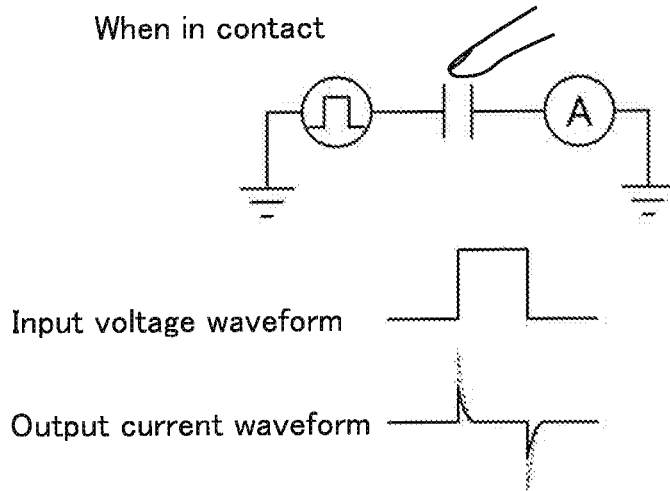 When in contact
A
Input voltage waveform
Output current waveform